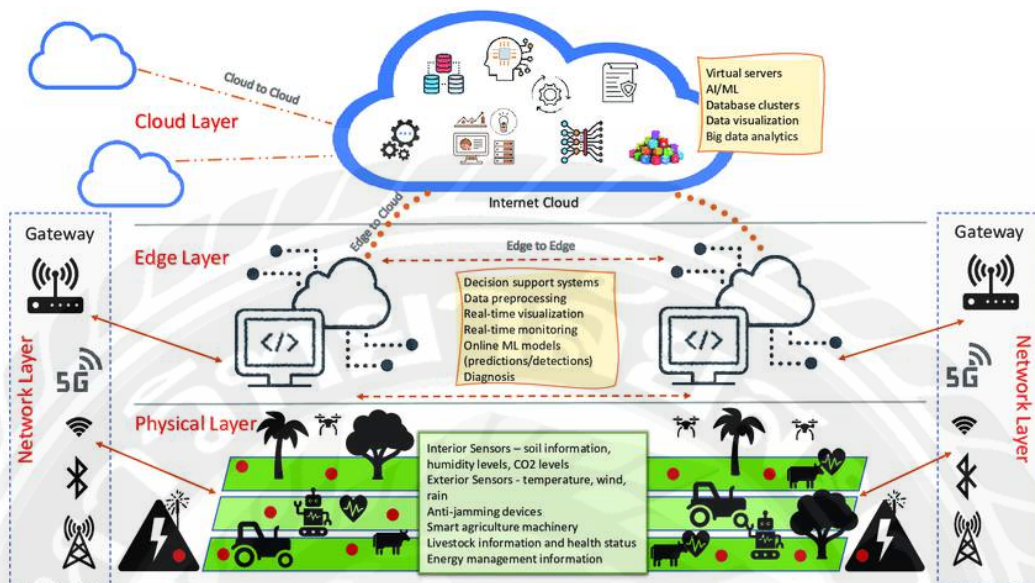 Cloud to Cloud
Cloud Layer
Virtual servers
AI/ML
Database clusters
Data visualization
Big data analytics
Internet Cloud
Edge to Cloud
Gateway
Network Layer
5G
Edge Layer
Edge to Edge
</>
</>
Decision support systems
Data preprocessing
Real-time visualization
Real-time monitoring
Online ML models
(predictions/detections)
Diagnosis
Gateway
Network Layer
5G
Physical Layer
Interior Sensors – soil information,
humidity levels, CO2 levels
Exterior Sensors - temperature, wind,
rain
Anti-jamming devices
Smart agriculture machinery
Livestock information and health status
Energy management information